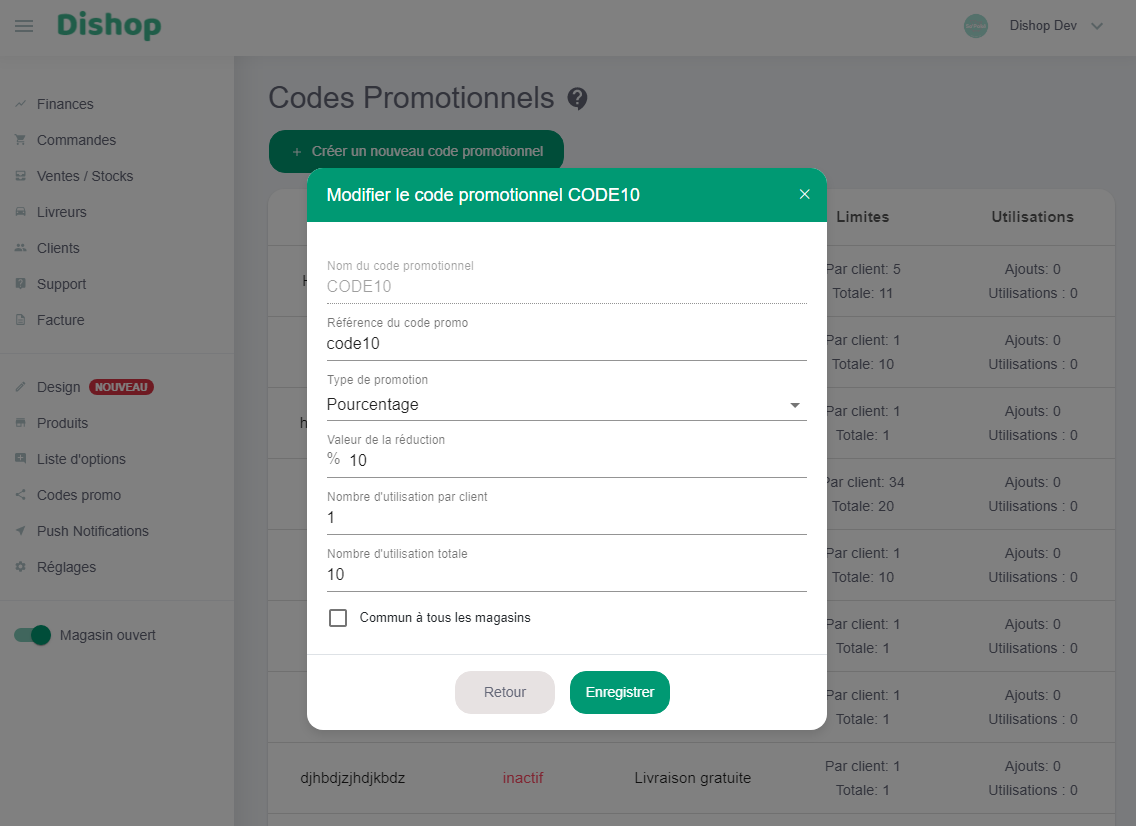 Dishop
Dishop Dev
Finances
Commandes
Ventes / Stocks
Livreurs
Clients
Support
Facture
Design NOUVEAU
Produits
Liste d'options
Codes promo
Push Notifications
Réglages
Magasin ouvert
Codes Promotionnels ?
+ Créer un nouveau code promotionnel
Limites Utilisations
Par client: 5 Ajouts: 0
Totale: 11 Utilisations : 0
Par client: 1 Ajouts: 0
Totale: 10 Utilisations : 0
Par client: 1 Ajouts: 0
Totale: 1 Utilisations : 0
Par client: 34 Ajouts: 0
Totale: 20 Utilisations : 0
Par client: 1 Ajouts: 0
Totale: 10 Utilisations : 0
Par client: 1 Ajouts: 0
Totale: 1 Utilisations : 0
Par client: 1 Ajouts: 0
Totale: 1 Utilisations : 0
djhbdjzjhdjkbdz inactif Livraison gratuite
Par client: 1 Ajouts: 0
Totale: 1 Utilisations : 0
Modifier le code promotionnel CODE10
Nom du code promotionnel
CODE10
Référence du code promo
code10
Type de promotion
Pourcentage
Valeur de la réduction
% 10
Nombre d'utilisation par client
1
Nombre d'utilisation totale
10
Commun à tous les magasins
Retour
Enregistrer